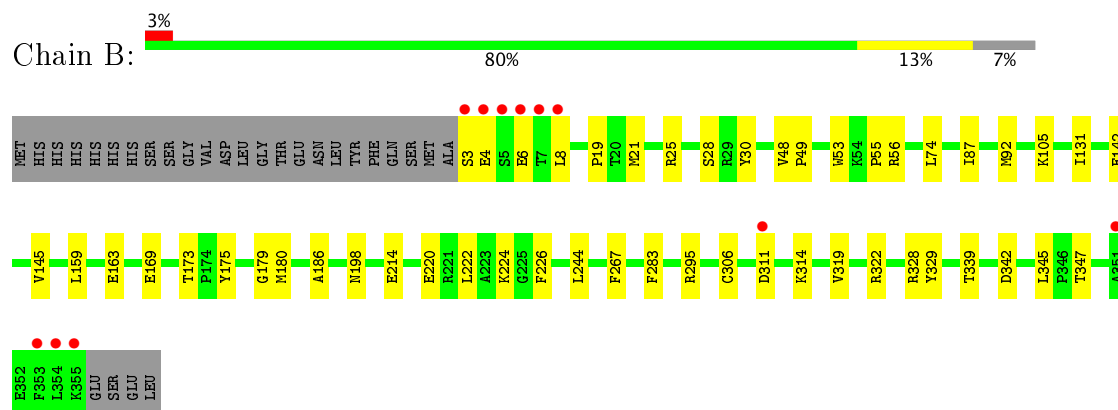 3%
Chain B:
80% 13% 7%
MET HIS HIS HIS HIS HIS HIS SER SER GLY VAL ASP LEU GLY THR GLU ASN LEU TYR PHE GLN SER MET ALA S3 E4 S5 E6 T7 L8 P19 T20 M21 R25 S28 R29 Y30 V48 P49 W53 K54 P55 R56 L74 I87 M92 K105 I131
V145 L159 E163 E169 T173 P174 Y175 G179 M180 A186 N198 E214 E220 R221 L222 A223 K224 G225 F226 L244 F267 F283 R295 C306 D311 K314 V319 R322 R328 Y329 T339 D342 L345 P346 T347 A351
E352 F353 L354 K355 GLU SER GLU LEU